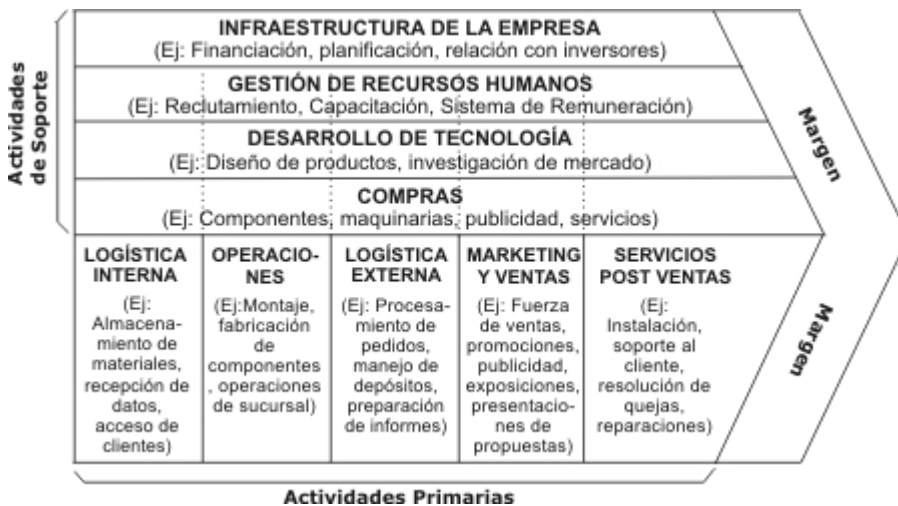 INFRAESTRUCTURA DE LA EMPRESA
(Ej: Financiación, planificación, relación con inversores)
GESTIÓN DE RECURSOS HUMANOS
(Ej: Reclutamiento, Capacitación, Sistema de Remuneración)
DESARROLLO DE TECNOLOGÍA
(Ej: Diseño de productos, investigación de mercado)
COMPRAS
(Ej: Componentes, maquinarias, publicidad, servicios)
Actividades
de Soporte
Margen
LOGÍSTICA
INTERNA
(Ej:
Almacena-
miento de
materiales,
recepción de
datos,
acceso de
clientes)
OPERACIO-
NES
(Ej:Montaje,
fabricación
de
componentes
, operaciones
de sucursal)
LOGÍSTICA
EXTERNA
(Ej: Procesa-
miento de
pedidos,
manejo de
depósitos,
preparación
de informes)
MARKETING
Y VENTAS
(Ej: Fuerza
de ventas,
promociones,
publicidad,
exposiciones,
presentacio-
nes de
propuestas)
SERVICIOS
POST VENTAS
(Ej:
Instalación,
soporte al
cliente,
resolución de
quejas,
reparaciones)
Margen
Actividades Primarias